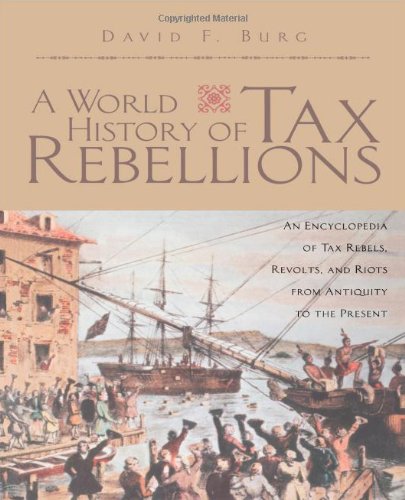 Copyrighted Material
David F. Burg
A World
History of Tax
Rebellions
An Encyclopedia
of Tax Rebels,
Revolts, and Riots
from Antiquity
to the Present